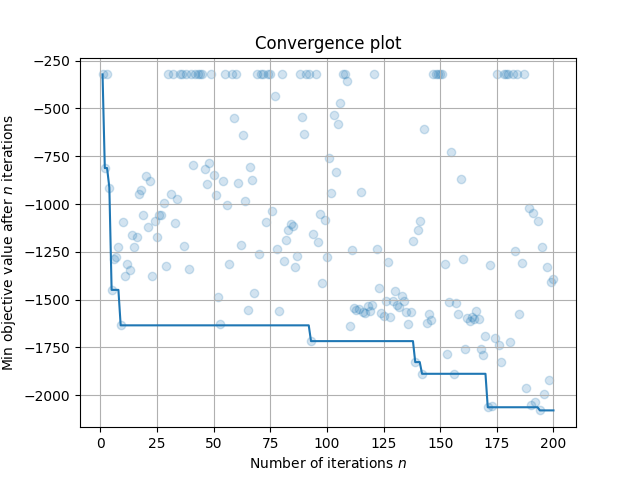 Convergence plot
−250
−500
−750
−1000
−1250
−1500
−1750
−2000
Min objective value after n iterations
0 25 50 75 100 125 150 175 200
Number of iterations n